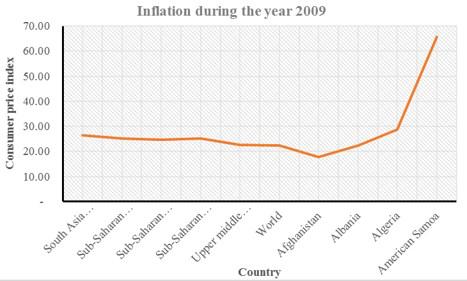 Inflation during the year 2009
Consumer price index
70.00
60.00
50.00
40.00
30.00
20.00
10.00
-
South Asia...
Sub-Saharan...
Sub-Saharan...
Sub-Saharan...
Upper middle...
World
Afghanistan
Albania
Algeria
American Samoa
Country